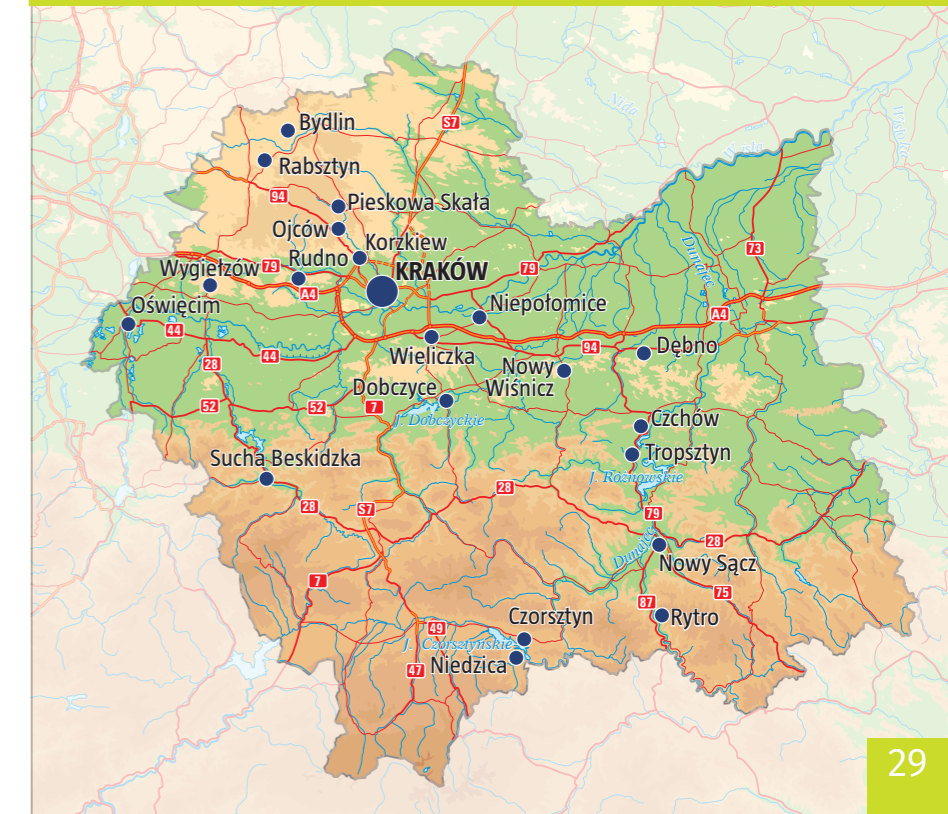 S7
Nida
Wisła
Wisłoka
Bydlin
Rabsztyn
94
Pieskowa Skała
Ojców
Korzkiew
Dunajec
73
Wygiełzów
79
Rudno
KRAKÓW
79
A4
Oświęcim
Niepołomice
A4
44
44
Wieliczka
94
Dębno
28
Nowy
Wiśnicz
Dobczyce
52
52
7
J. Dobczyckie
Czchów
Sucha Beskidzka
Tropsztyn
J. Rożnowskie
28
28
S7
79
Dunajec
28
Nowy Sącz
7
75
87
Czorsztyn
Rytro
49
J. Czorsztyńskie
Niedzica
47
29